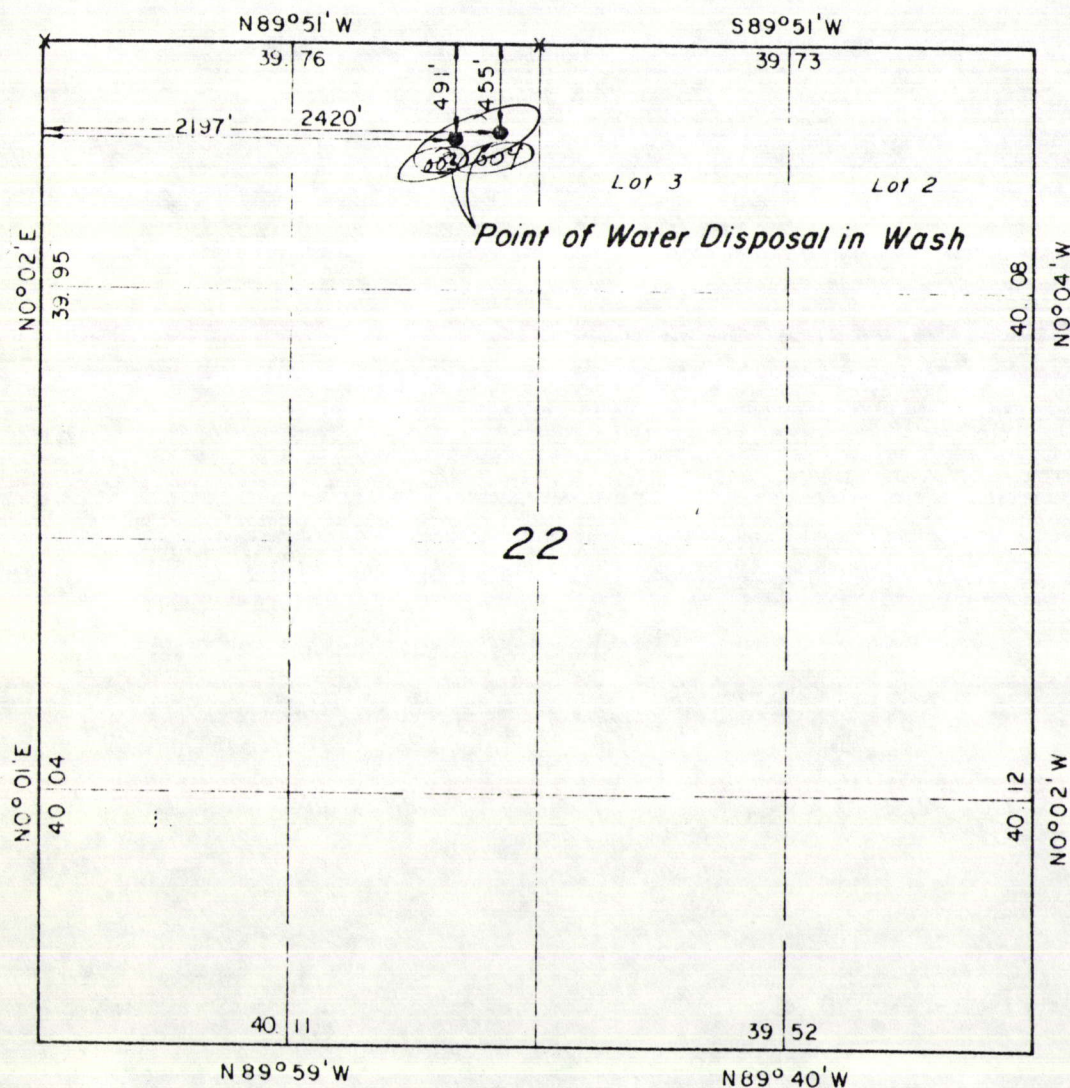 N89°51'W
S89°51'W
39.76
39.73
491'
455'
2197'
2420'
003
004
Lot 3
Lot 2
Point of Water Disposal in Wash
N0°02'E
39.95
40.08
N0°04'W
22
N0°01'E
40.04
40.12
N0°02'W
40.11
39.52
N89°59'W
N89°40'W